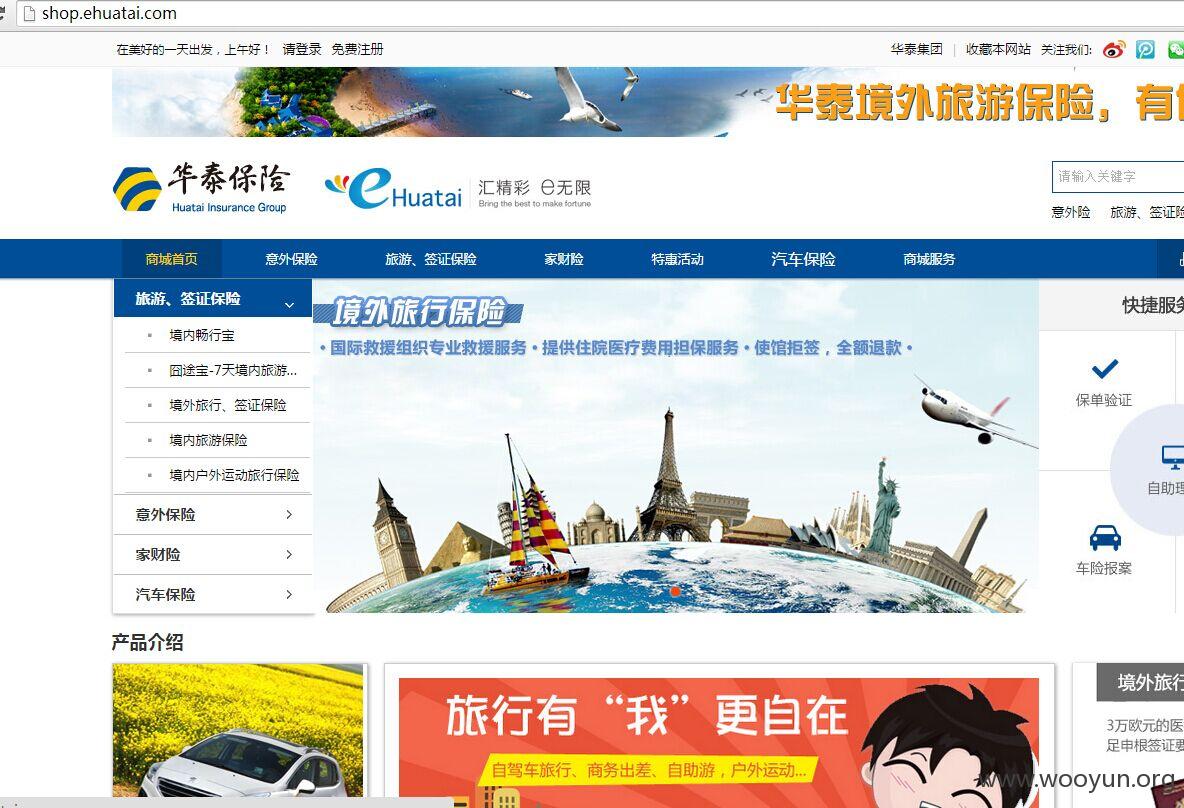 shop.ehuatai.com
在美好的一天出发，上午好！ 请登录 免费注册
华泰集团 | 收藏本网站 关注我们:
华泰境外旅游保险，有
华泰保险
Huatai Insurance Group
eHuatai
汇精彩 e无限
Bring the best to make fortune
请输入关键字
意外险 旅游、签证险
商城首页 意外保险 旅游、签证保险 家财险 特惠活动 汽车保险 商城服务
旅游、签证保险
境内畅行宝
囧途宝-7天境内旅游...
境外旅行、签证保险
境内旅游保险
境内户外运动旅行保险
意外保险
家财险
汽车保险
境外旅行保险
·国际救援组织专业救援服务·提供住院医疗费用担保服务·使馆拒签，全额退款·
快捷服务
保单验证
自助理
车险报案
产品介绍
旅行有“我”更自在
自驾车旅行、商务出差、自助游，户外运动...
境外旅行
3万欧元的医
足申根签证要
www.wooyun.org